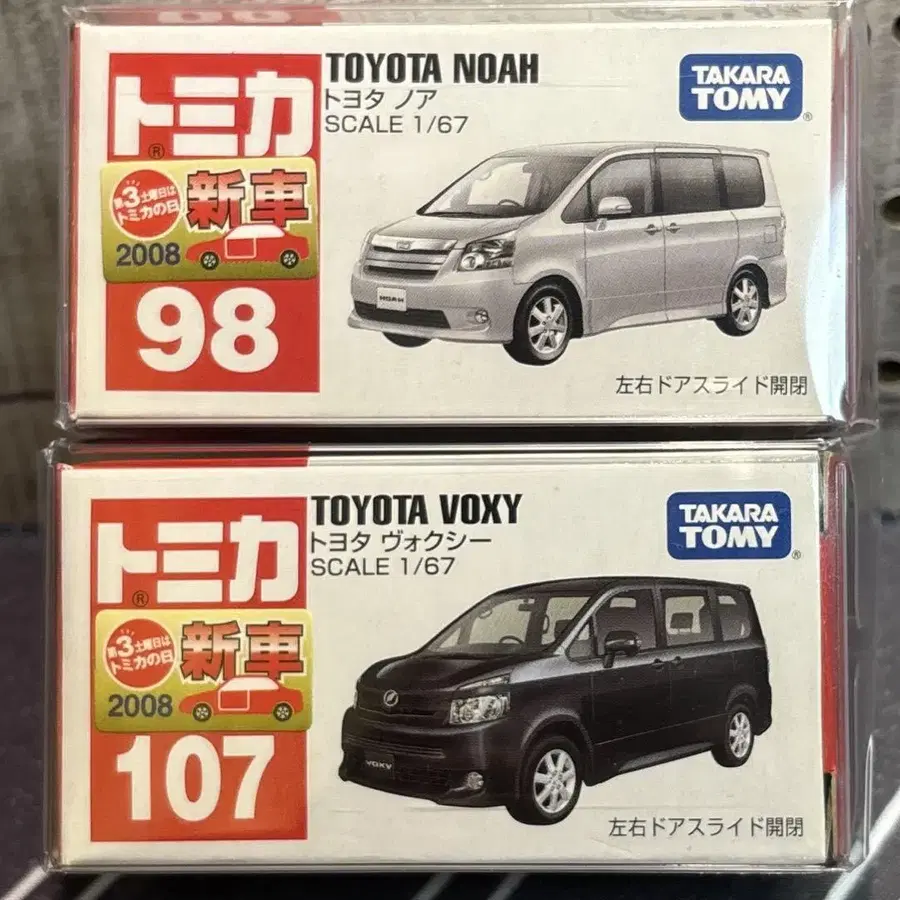 トミカ
®
TOYOTA NOAH
トヨタ ノア
SCALE 1/67
TAKARA
TOMY
®
第3土曜日は
トミカの日
新車
2008
98
NOAH
左右ドアスライド開閉
トミカ
®
TOYOTA VOXY
トヨタ ヴォクシー
SCALE 1/67
TAKARA
TOMY
®
第3土曜日は
トミカの日
新車
2008
107
VOXY
左右ドアスライド開閉